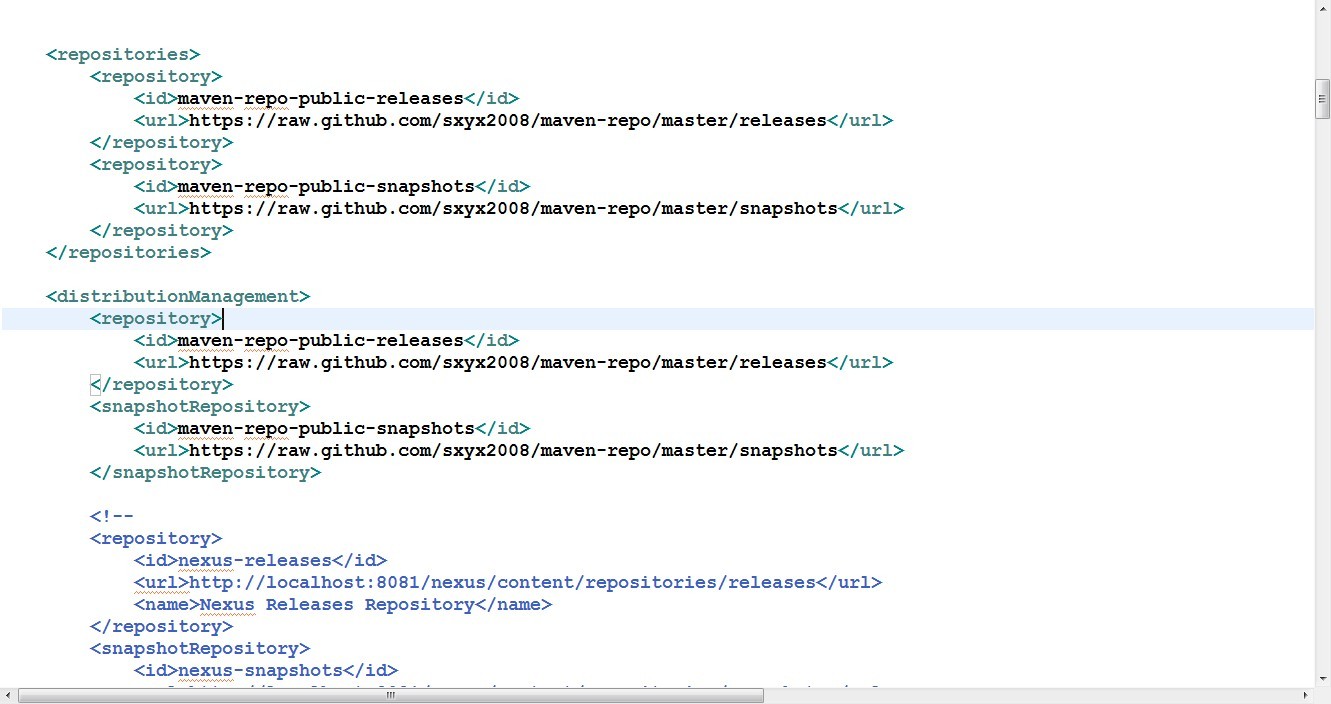 <repositories>
<repository>
<id>maven-repo-public-releases</id>
<url>https://raw.github.com/sxyx2008/maven-repo/master/releases</url>
</repository>
<repository>
<id>maven-repo-public-snapshots</id>
<url>https://raw.github.com/sxyx2008/maven-repo/master/snapshots</url>
</repository>
</repositories>
<distributionManagement>
<repository>
<id>maven-repo-public-releases</id>
<url>https://raw.github.com/sxyx2008/maven-repo/master/releases</url>
</repository>
<snapshotRepository>
<id>maven-repo-public-snapshots</id>
<url>https://raw.github.com/sxyx2008/maven-repo/master/snapshots</url>
</snapshotRepository>
<!--
<repository>
<id>nexus-releases</id>
<url>http://localhost:8081/nexus/content/repositories/releases</url>
<name>Nexus Releases Repository</name>
</repository>
<snapshotRepository>
<id>nexus-snapshots</id>